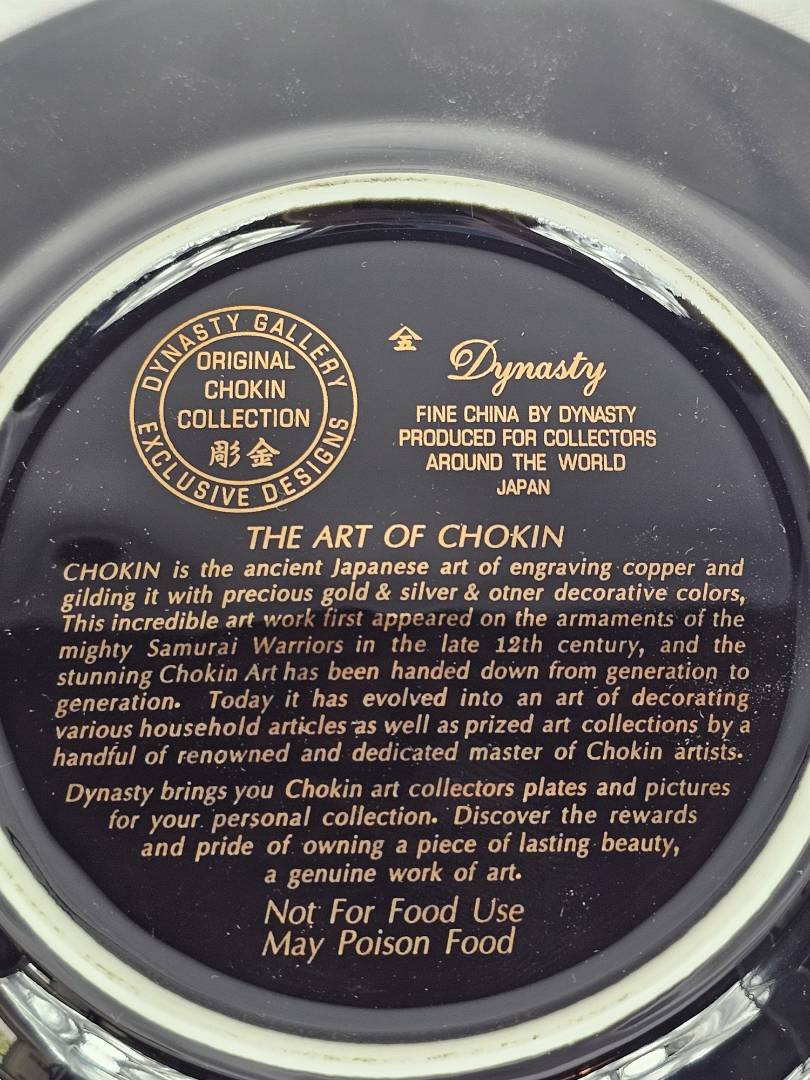 DYNASTY GALLERY
ORIGINAL
CHOKIN
COLLECTION
彫金
EXCLUSIVE DESIGNS
五
Dynasty
FINE CHINA BY DYNASTY
PRODUCED FOR COLLECTORS
AROUND THE WORLD
JAPAN
THE ART OF CHOKIN
CHOKIN is the ancient Japanese art of engraving copper and
gilding it with precious gold & silver & otner decorative colors,
This incredible art work first appeared on the armaments of the
mighty Samurai Warriors in the late 12th century, and the
stunning Chokin Art has been handed down from generation to
generation. Today it has evolved into an art of decorating
various household articles as well as prized art collections by a
handful of renowned and dedicated master of Chokin artists.
Dynasty brings you Chokin art collectors plates and pictures
for your personal collection. Discover the rewards
and pride of owning a piece of lasting beauty,
a genuine work of art.
Not For Food Use
May Poison Food